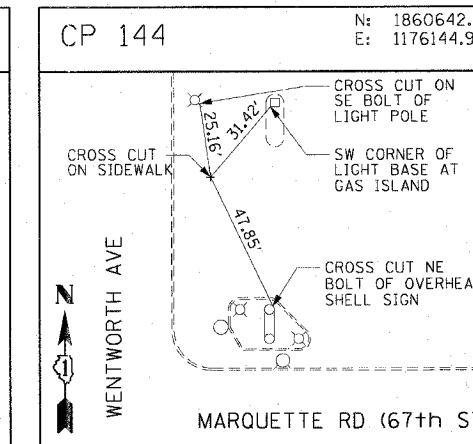 CP 144
N: 1860642.
E: 1176144.9
CROSS CUT ON
SE BOLT OF
LIGHT POLE
25.16'
31.42'
CROSS CUT
ON SIDEWALK
SW CORNER OF
LIGHT BASE AT
GAS ISLAND
47.85'
CROSS CUT NE
BOLT OF OVERHEA
SHELL SIGN
N
1
WENTWORTH AVE
MARQUETTE RD (67th S